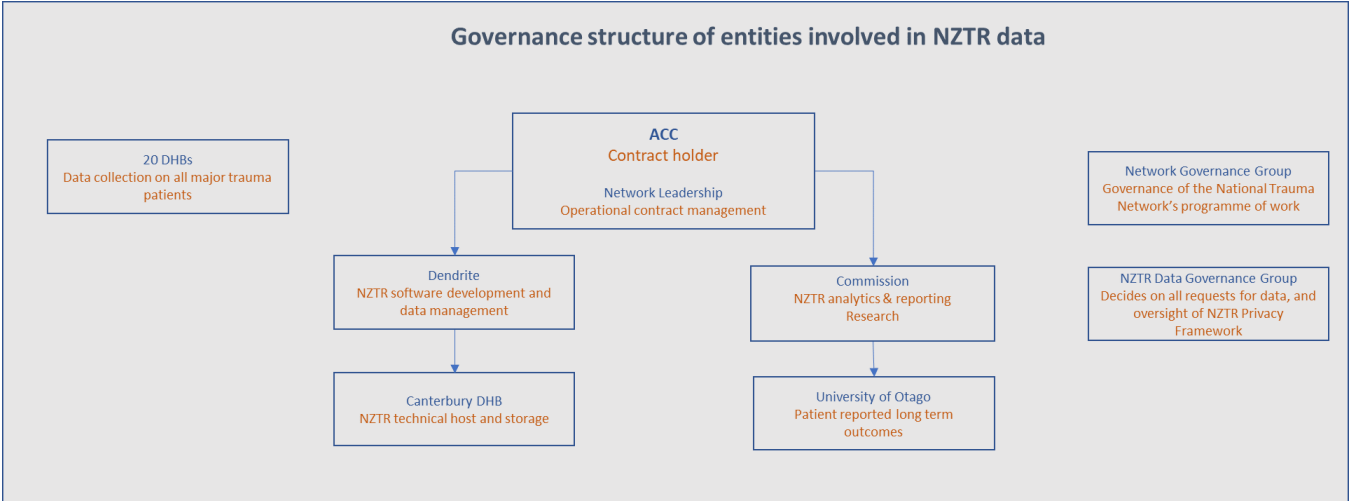 Governance structure of entities involved in NZTR data
20 DHBs
Data collection on all major trauma
patients
ACC
Contract holder
Network Leadership
Operational contract management
Network Governance Group
Governance of the National Trauma
Network's programme of work
Dendrite
NZTR software development and
data management
Commission
NZTR analytics & reporting
Research
NZTR Data Governance Group
Decides on all requests for data, and
oversight of NZTR Privacy
Framework
Canterbury DHB
NZTR technical host and storage
University of Otago
Patient reported long term
outcomes